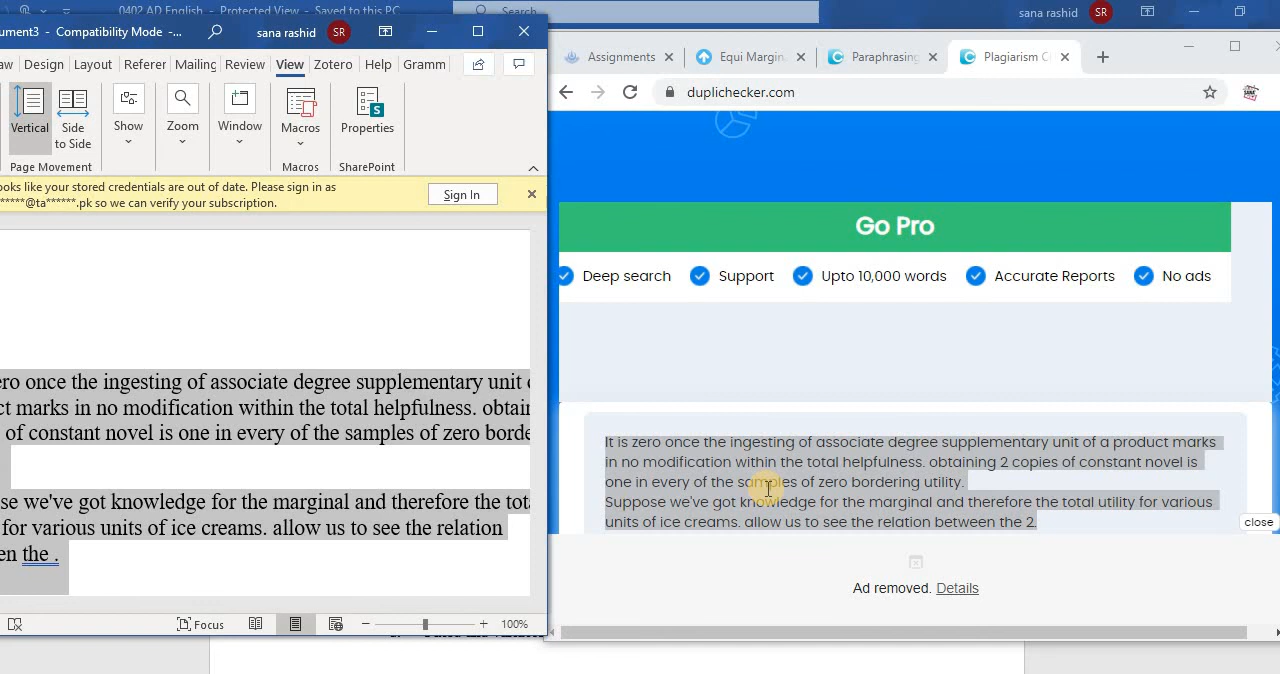 0402 AD English - Protected View - Saved to this PC
Search
sana rashid
SR
ument3 - Compatibility Mode -...
sana rashid
SR
aw Design Layout Referer Mailing Review View Zotero Help Gramm
Vertical
Side to Side
Show
Zoom
Window
Macros
Properties
Page Movement
Macros
SharePoint
ooks like your stored credentials are out of date. Please sign in as
*****@ta******.pk so we can verify your subscription.
Sign In
ero once the ingesting of associate degree supplementary unit o
ct marks in no modification within the total helpfulness. obtain
of constant novel is one in every of the samples of zero borde
se we've got knowledge for the marginal and therefore the tota
for various units of ice creams. allow us to see the relation
en the .
Focus
100%
Assignments
Equi Margin
Paraphrasing
Plagiarism C
duplichecker.com
Go Pro
Deep search Support Upto 10,000 words Accurate Reports No ads
It is zero once the ingesting of associate degree supplementary unit of a product marks
in no modification within the total helpfulness. obtaining 2 copies of constant novel is
one in every of the samples of zero bordering utility.
Suppose we've got knowledge for the marginal and therefore the total utility for various
units of ice creams. allow us to see the relation between the 2.
close
Ad removed. Details